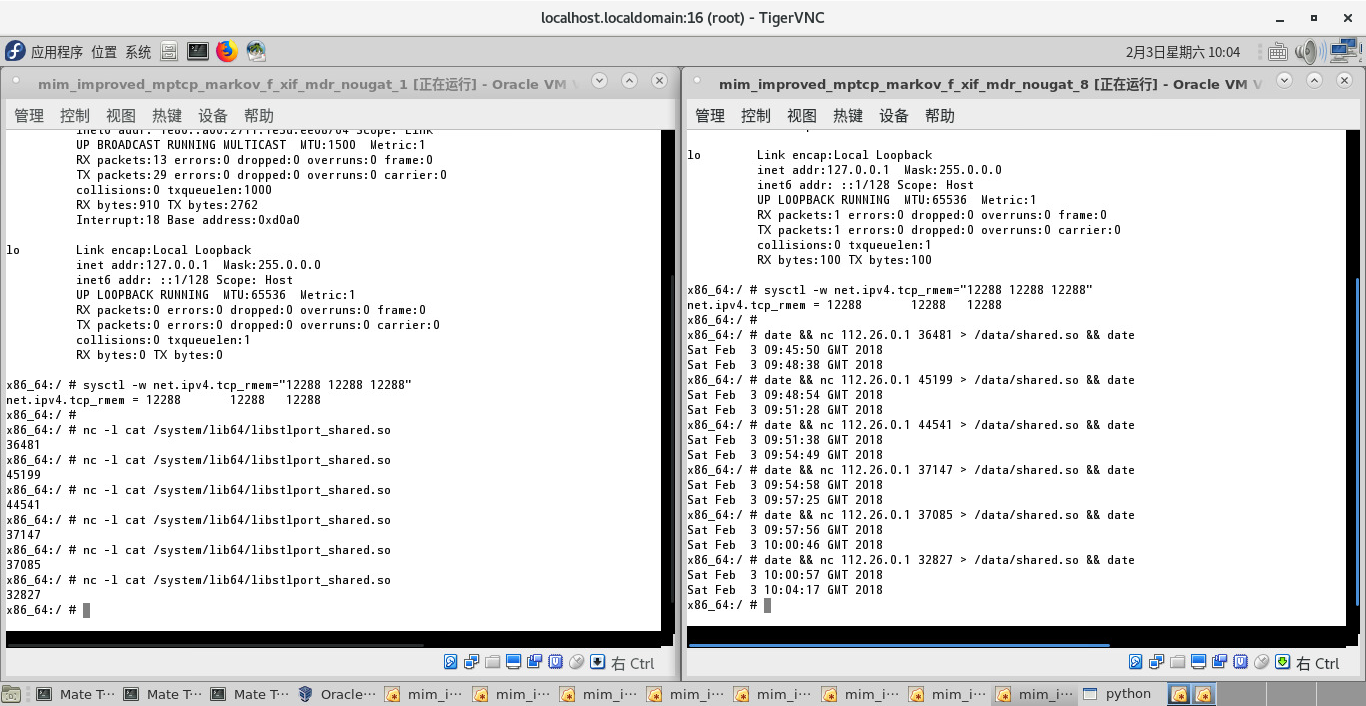 localhost.localdomain:16 (root) - TigerVNC
应用程序 位置 系统
2月3日星期六 10:04
mim_improved_mptcp_markov_f_xif_mdr_nougat_1 [正在运行] - Oracle VM V
管理 控制 视图 热键 设备 帮助
UP BROADCAST RUNNING MULTICAST  MTU:1500  Metric:1
RX packets:13 errors:0 dropped:0 overruns:0 frame:0
TX packets:29 errors:0 dropped:0 overruns:0 carrier:0
collisions:0 txqueuelen:1000
RX bytes:910 TX bytes:2762
Interrupt:18 Base address:0xd0a0
lo        Link encap:Local Loopback
inet addr:127.0.0.1  Mask:255.0.0.0
inet6 addr: ::1/128 Scope: Host
UP LOOPBACK RUNNING  MTU:65536  Metric:1
RX packets:0 errors:0 dropped:0 overruns:0 frame:0
TX packets:0 errors:0 dropped:0 overruns:0 carrier:0
collisions:0 txqueuelen:1
RX bytes:0 TX bytes:0
x86_64:/ # sysctl -w net.ipv4.tcp_rmem="12288 12288 12288"
net.ipv4.tcp_rmem = 12288       12288   12288
x86_64:/ #
x86_64:/ # nc -l cat /system/lib64/libstlport_shared.so
36481
x86_64:/ # nc -l cat /system/lib64/libstlport_shared.so
45199
x86_64:/ # nc -l cat /system/lib64/libstlport_shared.so
44541
x86_64:/ # nc -l cat /system/lib64/libstlport_shared.so
37147
x86_64:/ # nc -l cat /system/lib64/libstlport_shared.so
37085
x86_64:/ # nc -l cat /system/lib64/libstlport_shared.so
32827
x86_64:/ #
右 Ctrl
mim_improved_mptcp_markov_f_xif_mdr_nougat_8 [正在运行] - Oracle VM V
管理 控制 视图 热键 设备 帮助
lo        Link encap:Local Loopback
inet addr:127.0.0.1  Mask:255.0.0.0
inet6 addr: ::1/128 Scope: Host
UP LOOPBACK RUNNING  MTU:65536  Metric:1
RX packets:1 errors:0 dropped:0 overruns:0 frame:0
TX packets:1 errors:0 dropped:0 overruns:0 carrier:0
collisions:0 txqueuelen:1
RX bytes:100 TX bytes:100
x86_64:/ # sysctl -w net.ipv4.tcp_rmem="12288 12288 12288"
net.ipv4.tcp_rmem = 12288       12288   12288
x86_64:/ #
x86_64:/ # date && nc 112.26.0.1 36481 > /data/shared.so && date
Sat Feb  3 09:45:50 GMT 2018
Sat Feb  3 09:48:38 GMT 2018
x86_64:/ # date && nc 112.26.0.1 45199 > /data/shared.so && date
Sat Feb  3 09:48:54 GMT 2018
Sat Feb  3 09:51:28 GMT 2018
x86_64:/ # date && nc 112.26.0.1 44541 > /data/shared.so && date
Sat Feb  3 09:51:38 GMT 2018
Sat Feb  3 09:54:49 GMT 2018
x86_64:/ # date && nc 112.26.0.1 37147 > /data/shared.so && date
Sat Feb  3 09:54:58 GMT 2018
Sat Feb  3 09:57:25 GMT 2018
x86_64:/ # date && nc 112.26.0.1 37085 > /data/shared.so && date
Sat Feb  3 09:57:56 GMT 2018
Sat Feb  3 10:00:46 GMT 2018
x86_64:/ # date && nc 112.26.0.1 32827 > /data/shared.so && date
Sat Feb  3 10:00:57 GMT 2018
Sat Feb  3 10:04:17 GMT 2018
x86_64:/ #
右 Ctrl
Mate T··· Mate T··· Mate T··· Oracle··· mim_i··· mim_i··· mim_i··· mim_i··· mim_i··· mim_i··· mim_i··· mim_i··· python